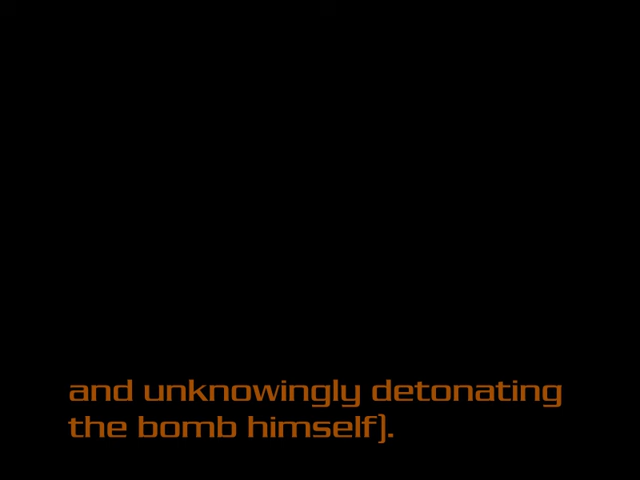 and unknowingly detonating
the bomb himself).